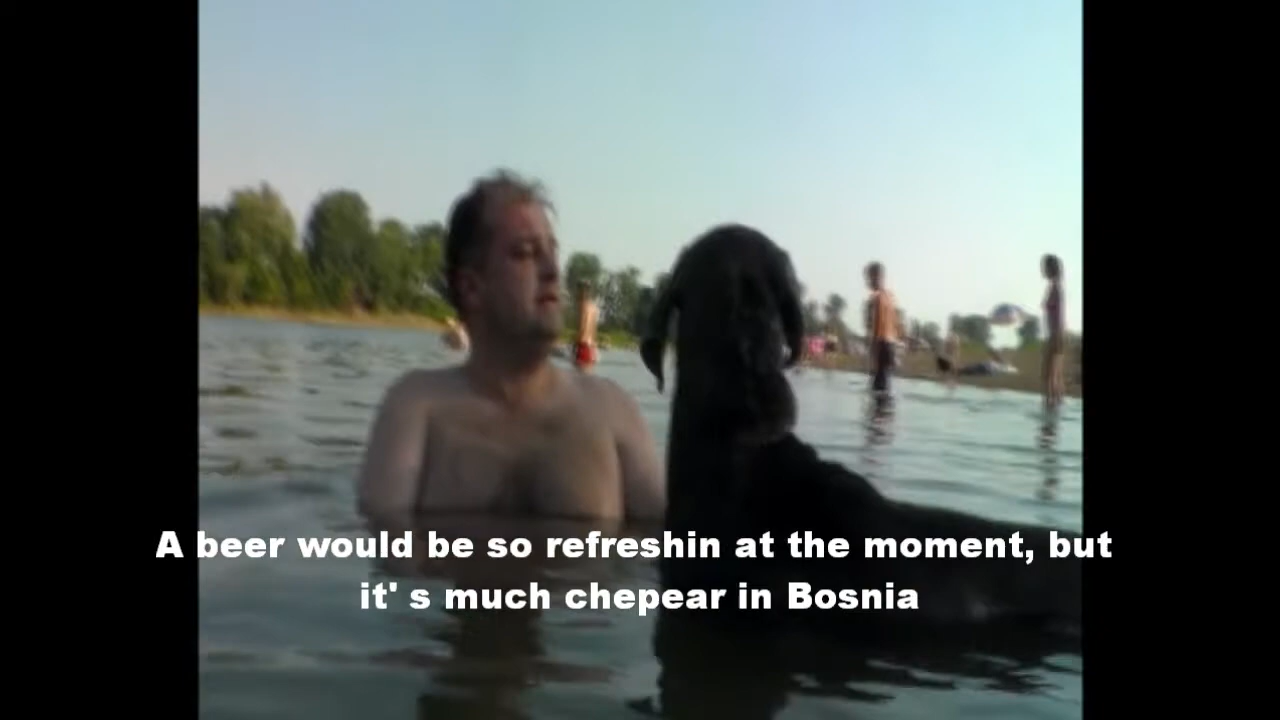 A beer would be so refreshin at the moment, but
it' s much chepear in Bosnia